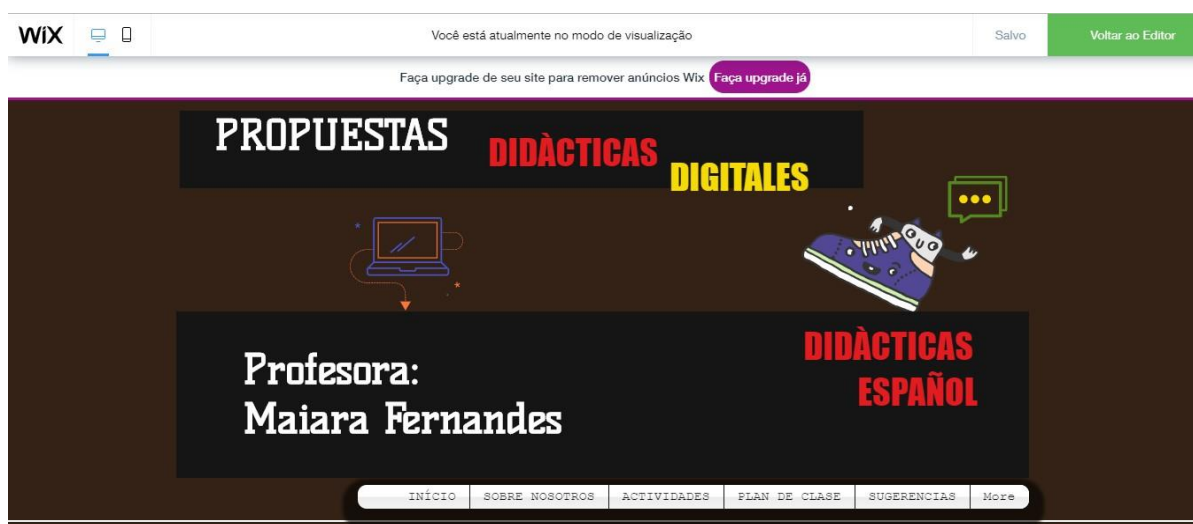 WiX Você está atualmente no modo de visualização Salvo Voltar ao Editor
Faça upgrade de seu site para remover anúncios Wix Faça upgrade já
PROPUESTAS
DIDÀCTICAS
DIGITALES
DIDÀCTICAS
ESPAÑOL
Profesora:
Maiara Fernandes
INÍCIO SOBRE NOSOTROS ACTIVIDADES PLAN DE CLASE SUGERENCIAS More